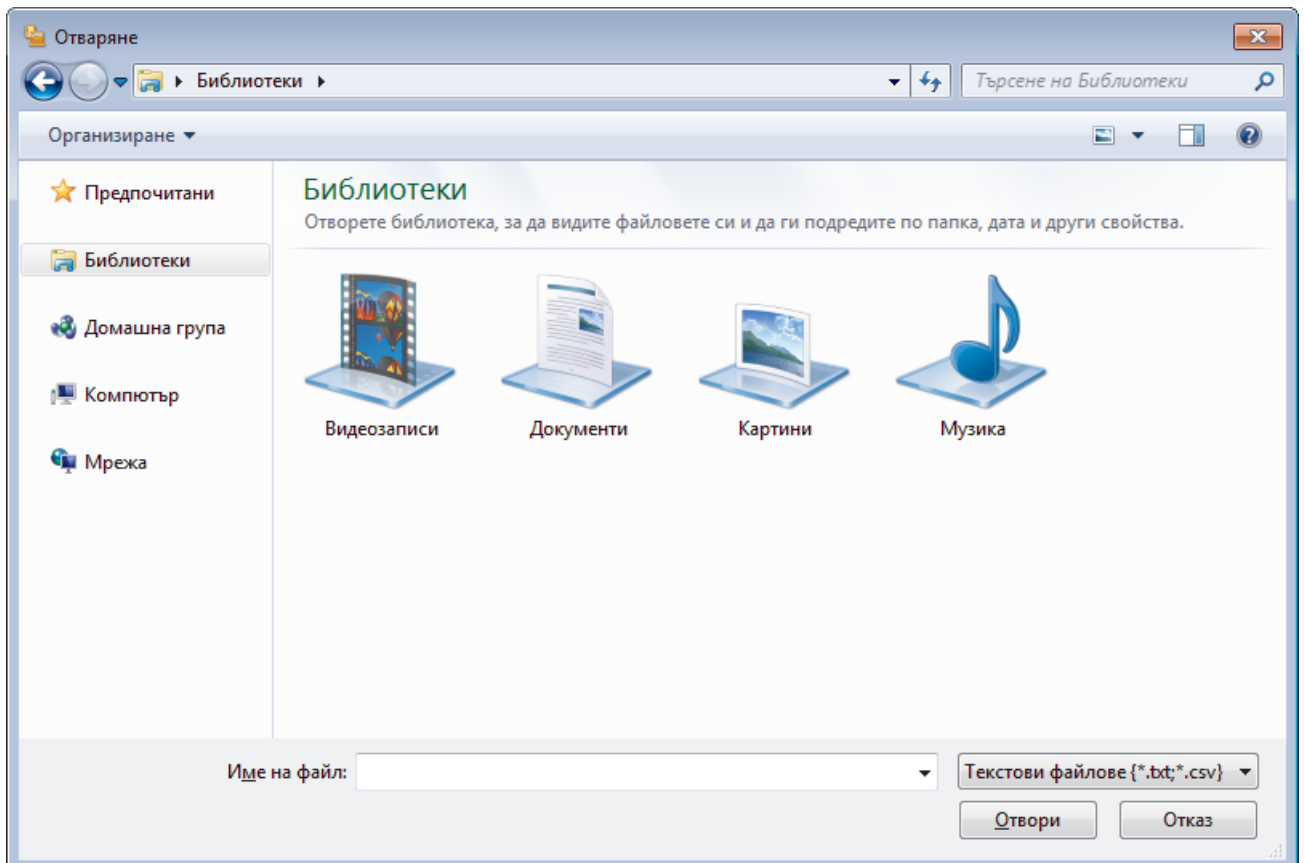 Отваряне
Библиотеки
Търсене на Библиотеки
Организиране
Предпочитани
Библиотеки
Домашна група
Компютър
Мрежа
Библиотеки
Отворете библиотека, за да видите файловете си и да ги подредите по папка, дата и други свойства.
Видеозаписи Документи Картини Музика
Име на файл:
Текстови файлове {*.txt;*.csv}
Отвори Отказ